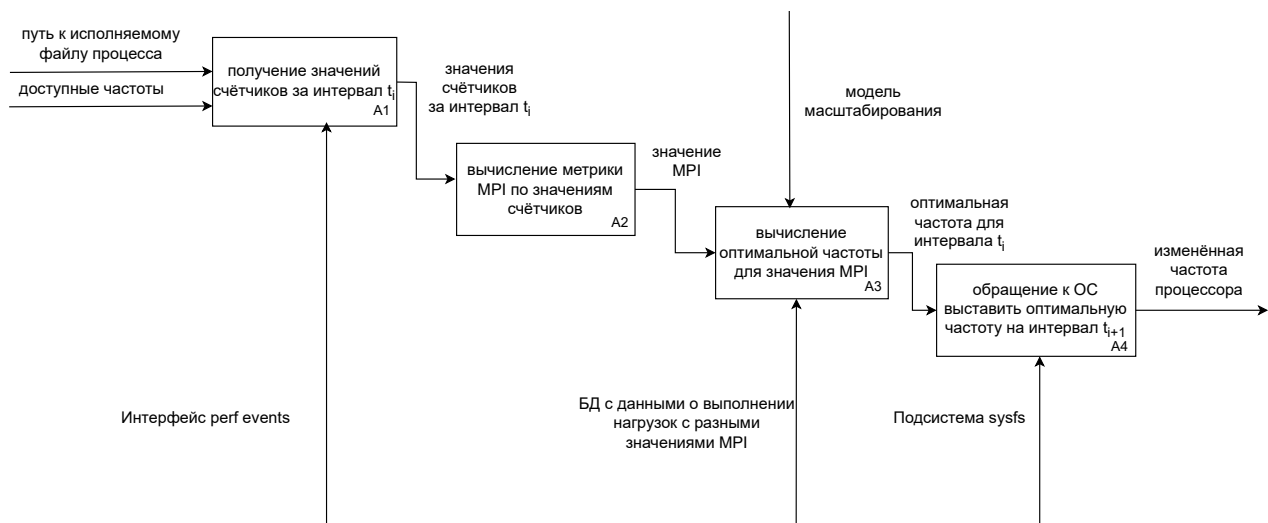 путь к исполняемому
файлу процесса
доступные частоты
получение значений
счётчиков за интервал tᵢ
A1
значения
счётчиков
за интервал tᵢ
модель
масштабирования
вычисление метрики
MPI по значениям
счётчиков
A2
значение
MPI
вычисление
оптимальной частоты
для значения MPI
A3
оптимальная
частота для
интервала tᵢ
обращение к ОС
выставить оптимальную
частоту на интервал tᵢ₊₁
A4
изменённая
частота
процессора
Интерфейс perf events
БД с данными о выполнении
нагрузок с разными
значениями MPI
Подсистема sysfs